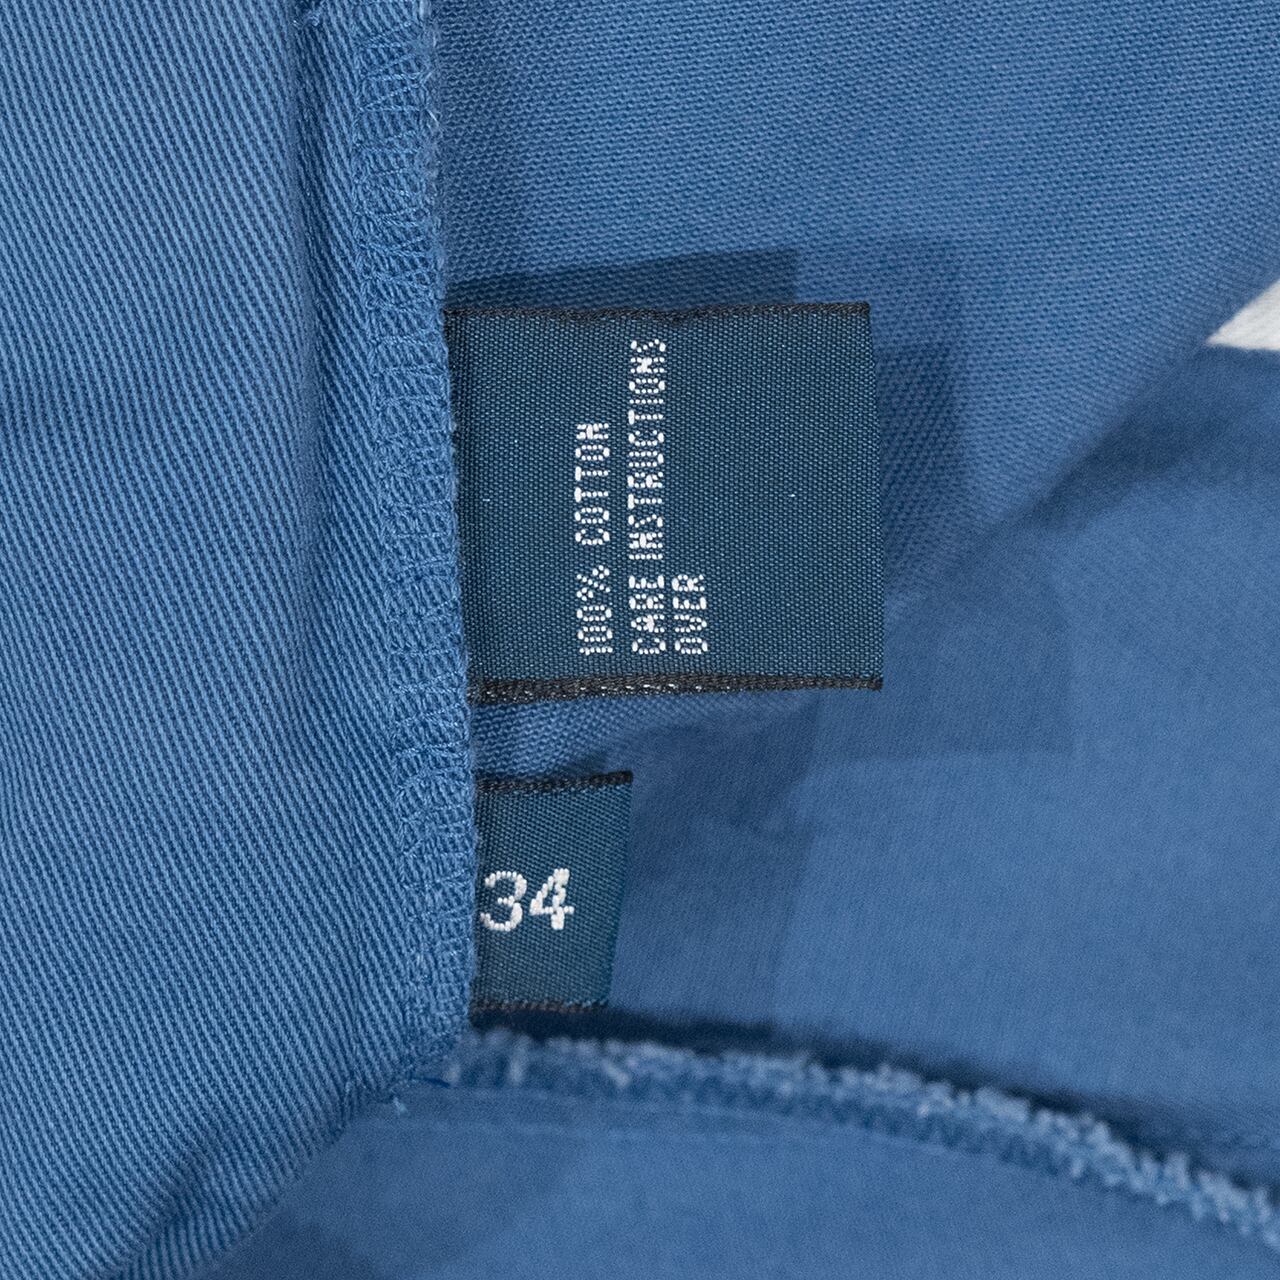 100% COTTON
CARE INSTRUCTIONS
OVER
34